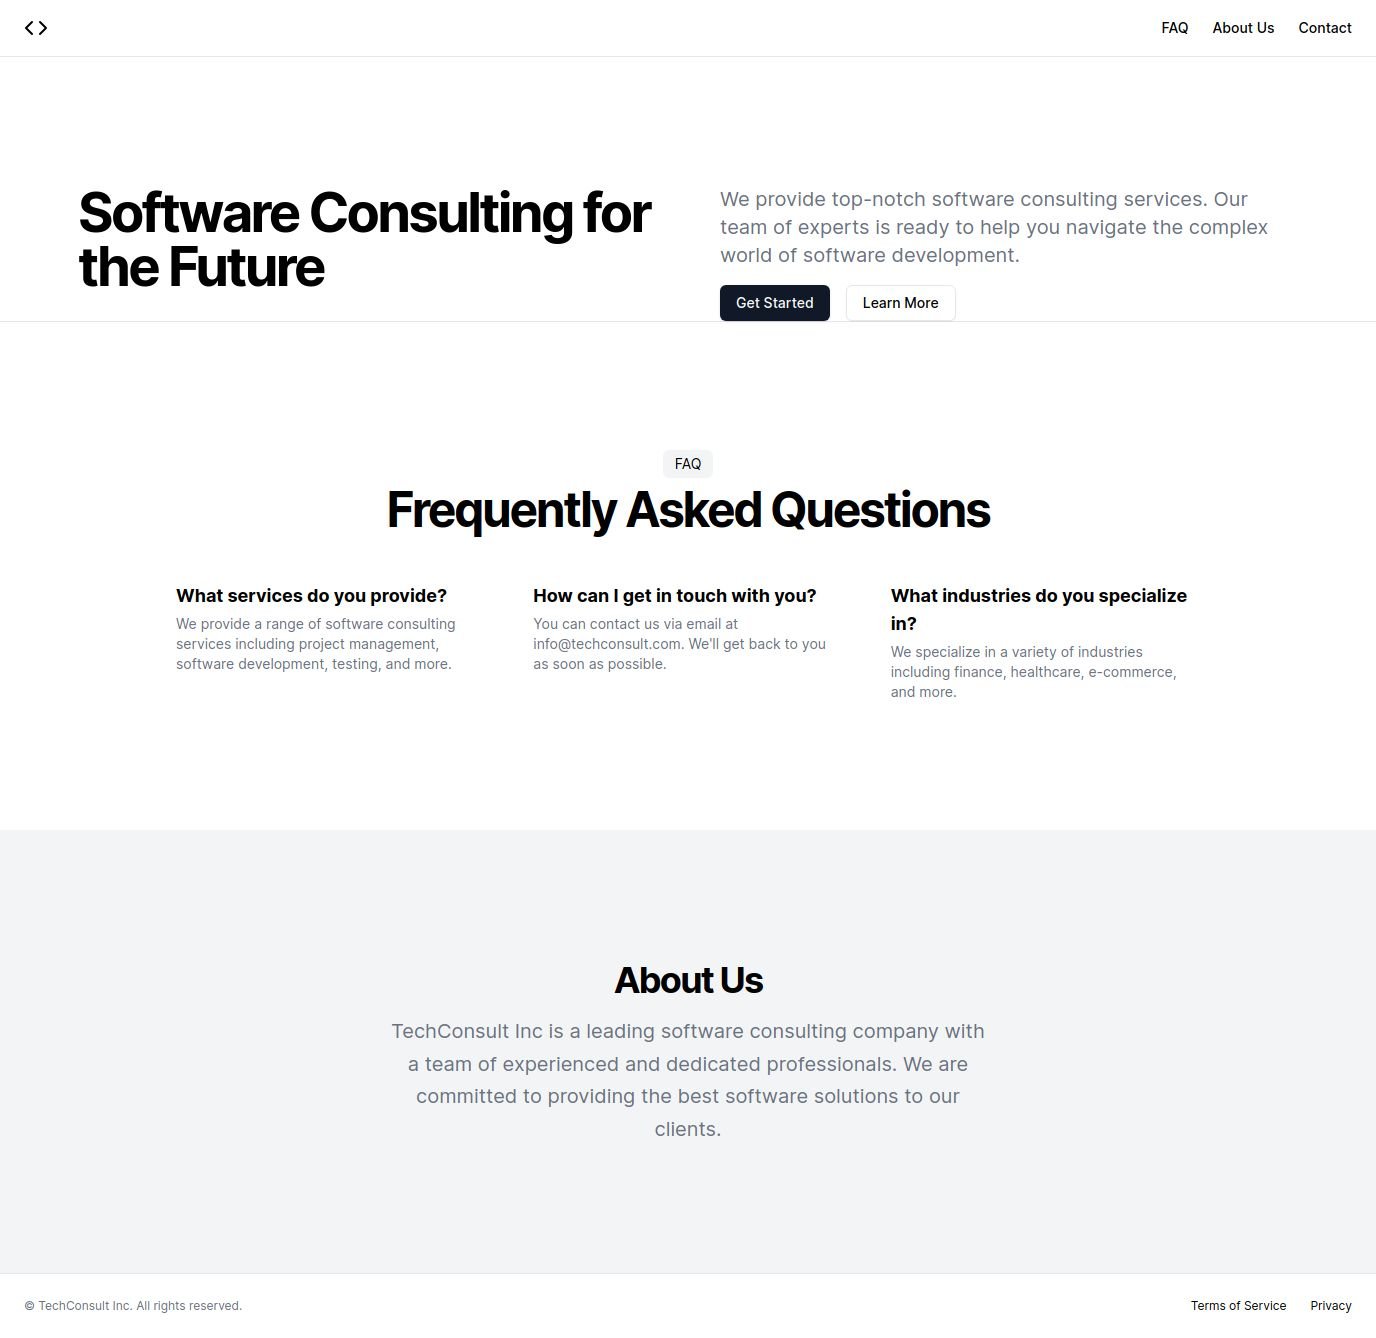 FAQ About Us Contact
Software Consulting for
the Future
We provide top-notch software consulting services. Our
team of experts is ready to help you navigate the complex
world of software development.
Get Started Learn More
FAQ
Frequently Asked Questions
What services do you provide?
We provide a range of software consulting
services including project management,
software development, testing, and more.
How can I get in touch with you?
You can contact us via email at
info@techconsult.com. We'll get back to you
as soon as possible.
What industries do you specialize
in?
We specialize in a variety of industries
including finance, healthcare, e-commerce,
and more.
About Us
TechConsult Inc is a leading software consulting company with
a team of experienced and dedicated professionals. We are
committed to providing the best software solutions to our
clients.
© TechConsult Inc. All rights reserved.
Terms of Service Privacy